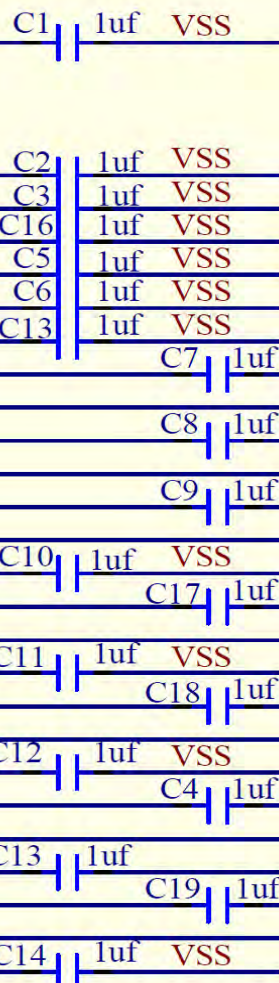 C1 1uf VSS
C2 1uf VSS
C3 1uf VSS
C16 1uf VSS
C5 1uf VSS
C6 1uf VSS
C13 1uf VSS
C7 1uf
C8 1uf
C9 1uf
C10 1uf VSS
C17 1uf
C11 1uf VSS
C18 1uf
C12 1uf VSS
C4 1uf
C13 1uf
C19 1uf
C14 1uf VSS